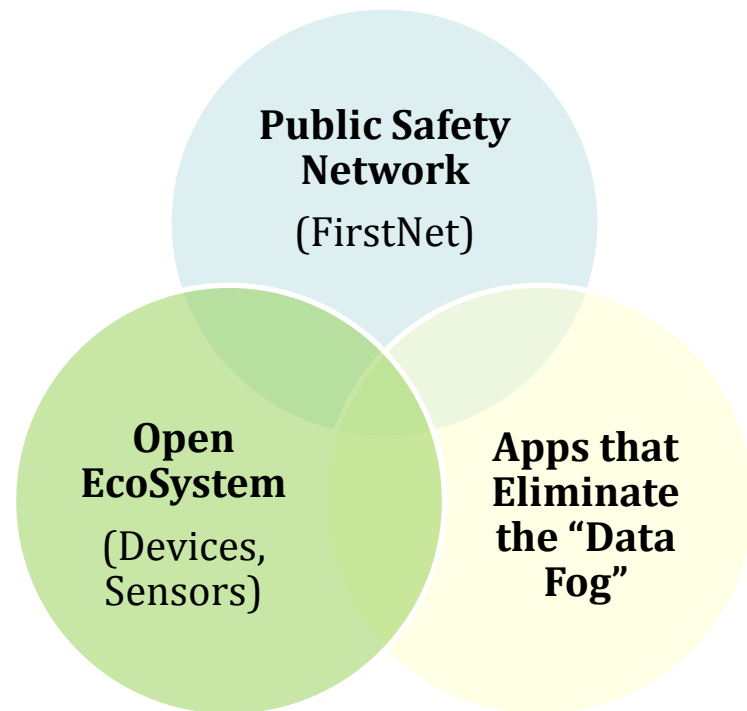 Public Safety
Network
(FirstNet)
Open
EcoSystem
(Devices,
Sensors)
Apps that
Eliminate
the “Data
Fog”